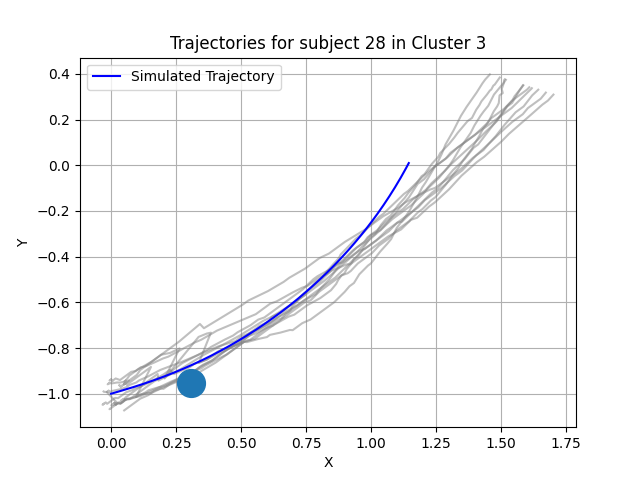 Trajectories for subject 28 in Cluster 3
Simulated Trajectory
0.4
0.2
0.0
−0.2
−0.4
−0.6
−0.8
−1.0
Y
0.00 0.25 0.50 0.75 1.00 1.25 1.50 1.75
X